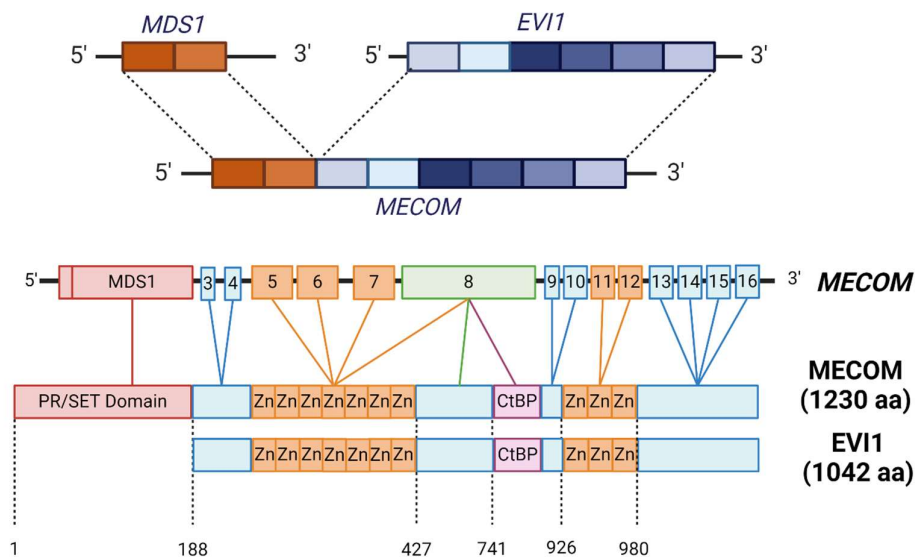 MDS1 EVI1
5' 3' 5' 3'
5' 3'
MECOM
5' MDS1 3 4 5 6 7 8 9 10 11 12 13 14 15 16 3' MECOM
MECOM
PR/SET Domain Zn Zn Zn Zn Zn Zn Zn CtBP Zn Zn Zn (1230 aa)
EVI1
Zn Zn Zn Zn Zn Zn Zn CtBP Zn Zn Zn (1042 aa)
1 188 427 741 926 980